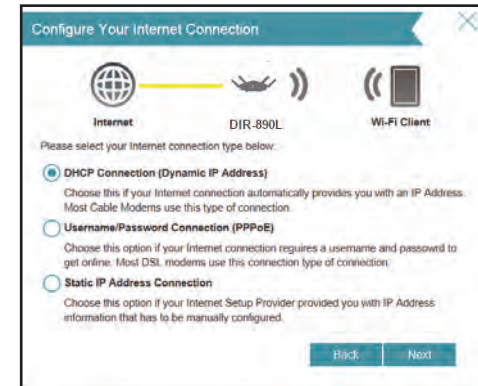 Configure Your Internet Connection
Internet
DIR-890L
Wi-Fi Client
Please select your Internet connection type below:
DHCP Connection (Dynamic IP Address)
Choose this if your Internet connection automatically provides you with an IP Address.
Most Cable Modems use this type of connection.
Username/Password Connection (PPPoE)
Choose this option if your Internet connection requires a username and passowrd to
get online. Most DSL modems use this connection type of connection.
Static IP Address Connection
Choose this option if your Internet Setup Provider provided you with IP Address
information that has to be manually configured.
Back
Next